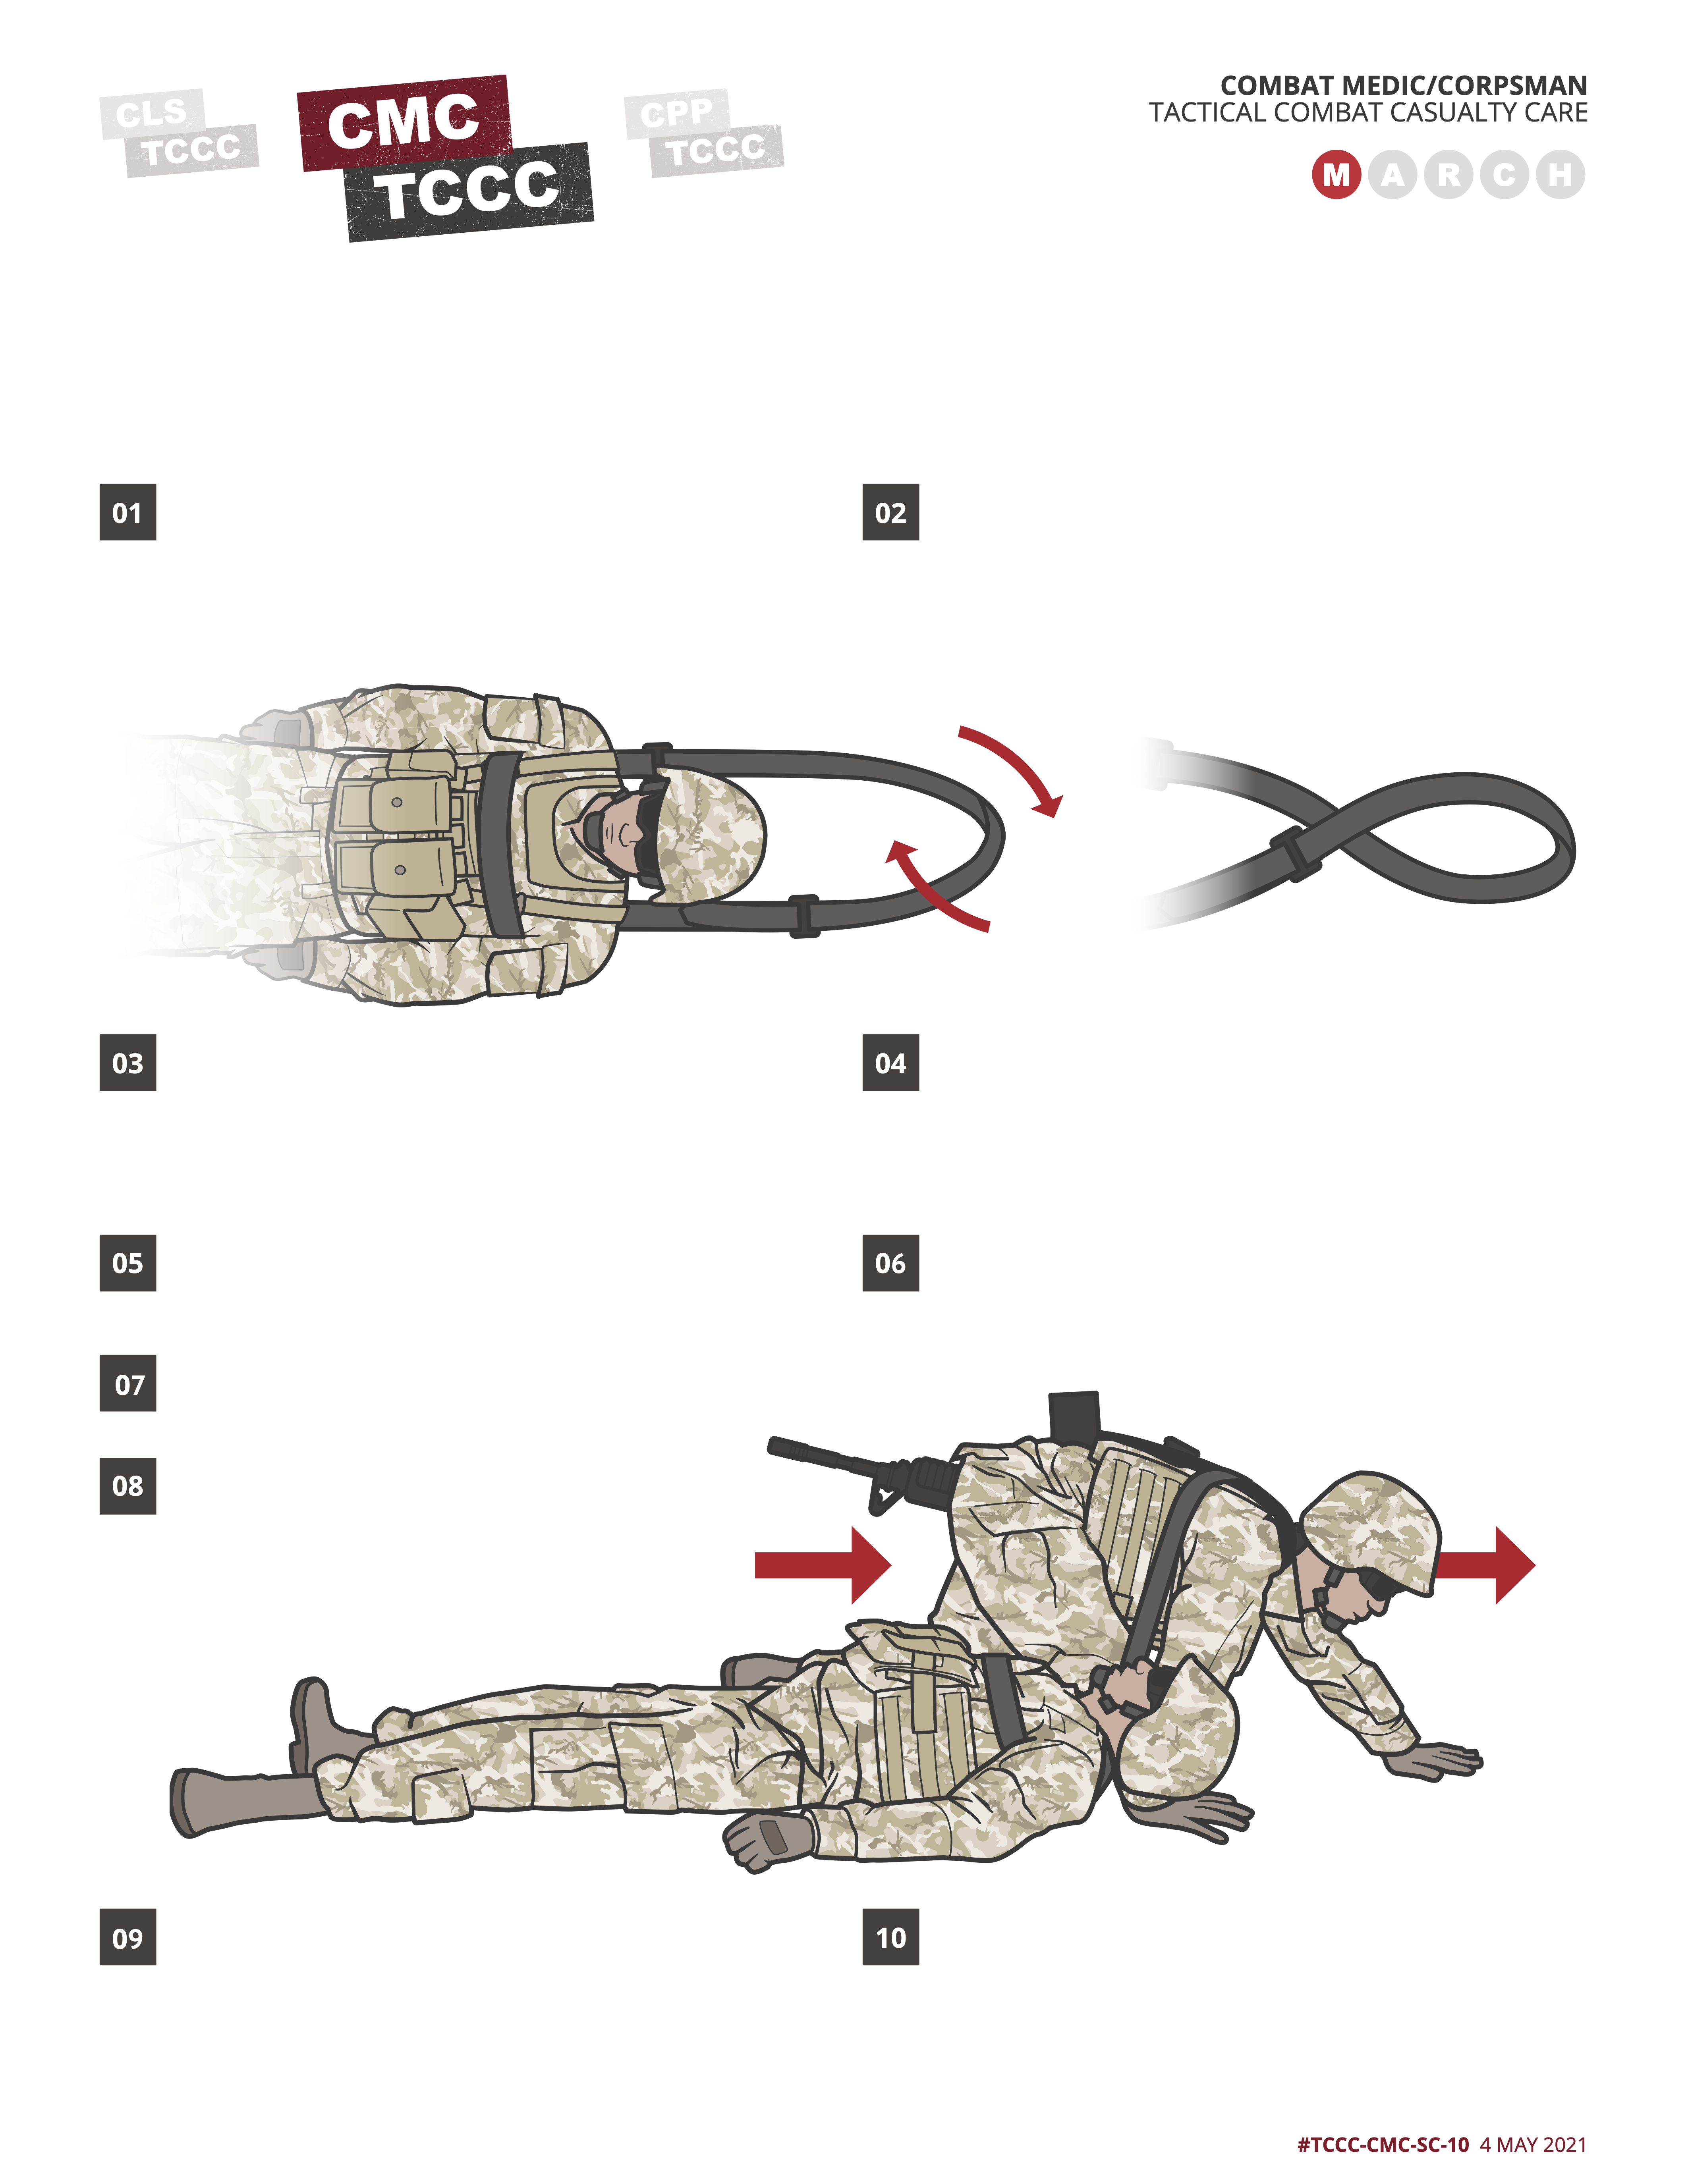 CLS
TCCC
CMC
TCCC
CPP
TCCC
COMBAT MEDIC/CORPSMAN
TACTICAL COMBAT CASUALTY CARE
M A R C H
01
02
03
04
05
06
07
08
09
10
#TCCC-CMC-SC-10 4 MAY 2021